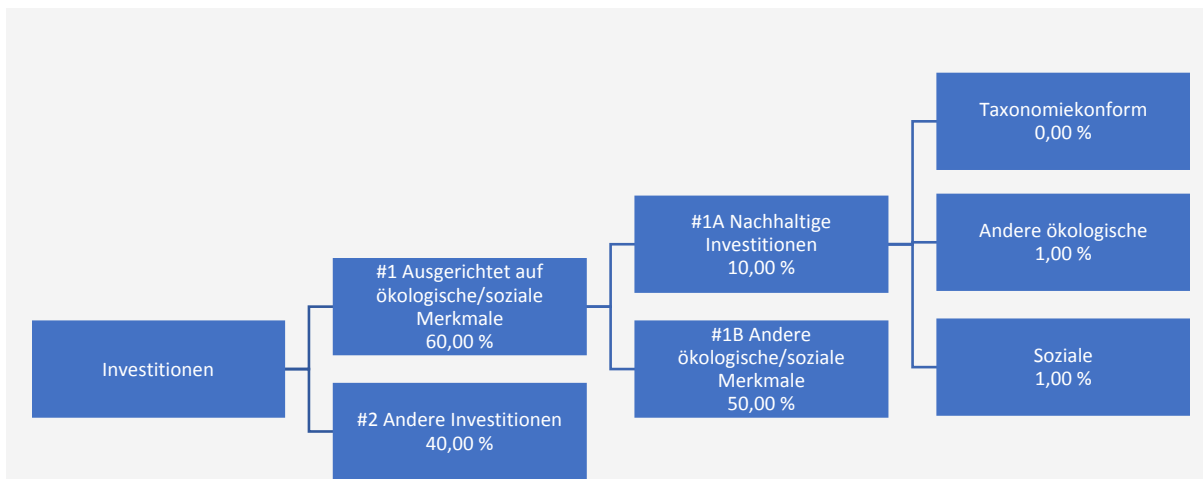 Investitionen
#1 Ausgerichtet auf
ökologische/soziale
Merkmale
60,00 %
#2 Andere Investitionen
40,00 %
#1A Nachhaltige
Investitionen
10,00 %
#1B Andere
ökologische/soziale
Merkmale
50,00 %
Taxonomiekonform
0,00 %
Andere ökologische
1,00 %
Soziale
1,00 %